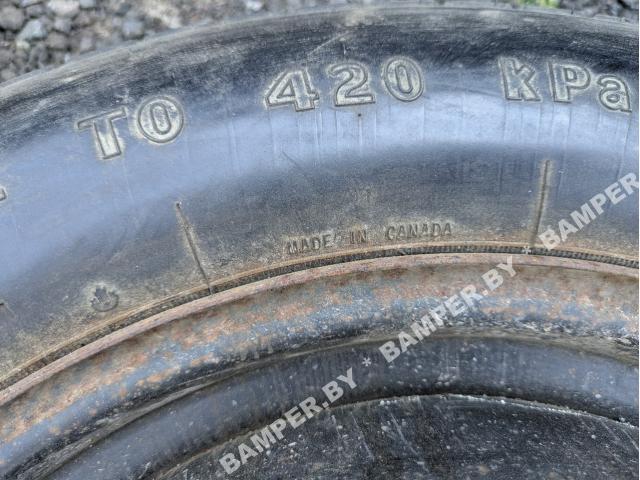 TO 420 kPa
MADE IN CANADA
BAMPER.BY * BAMPER.BY * BAMPER.BY